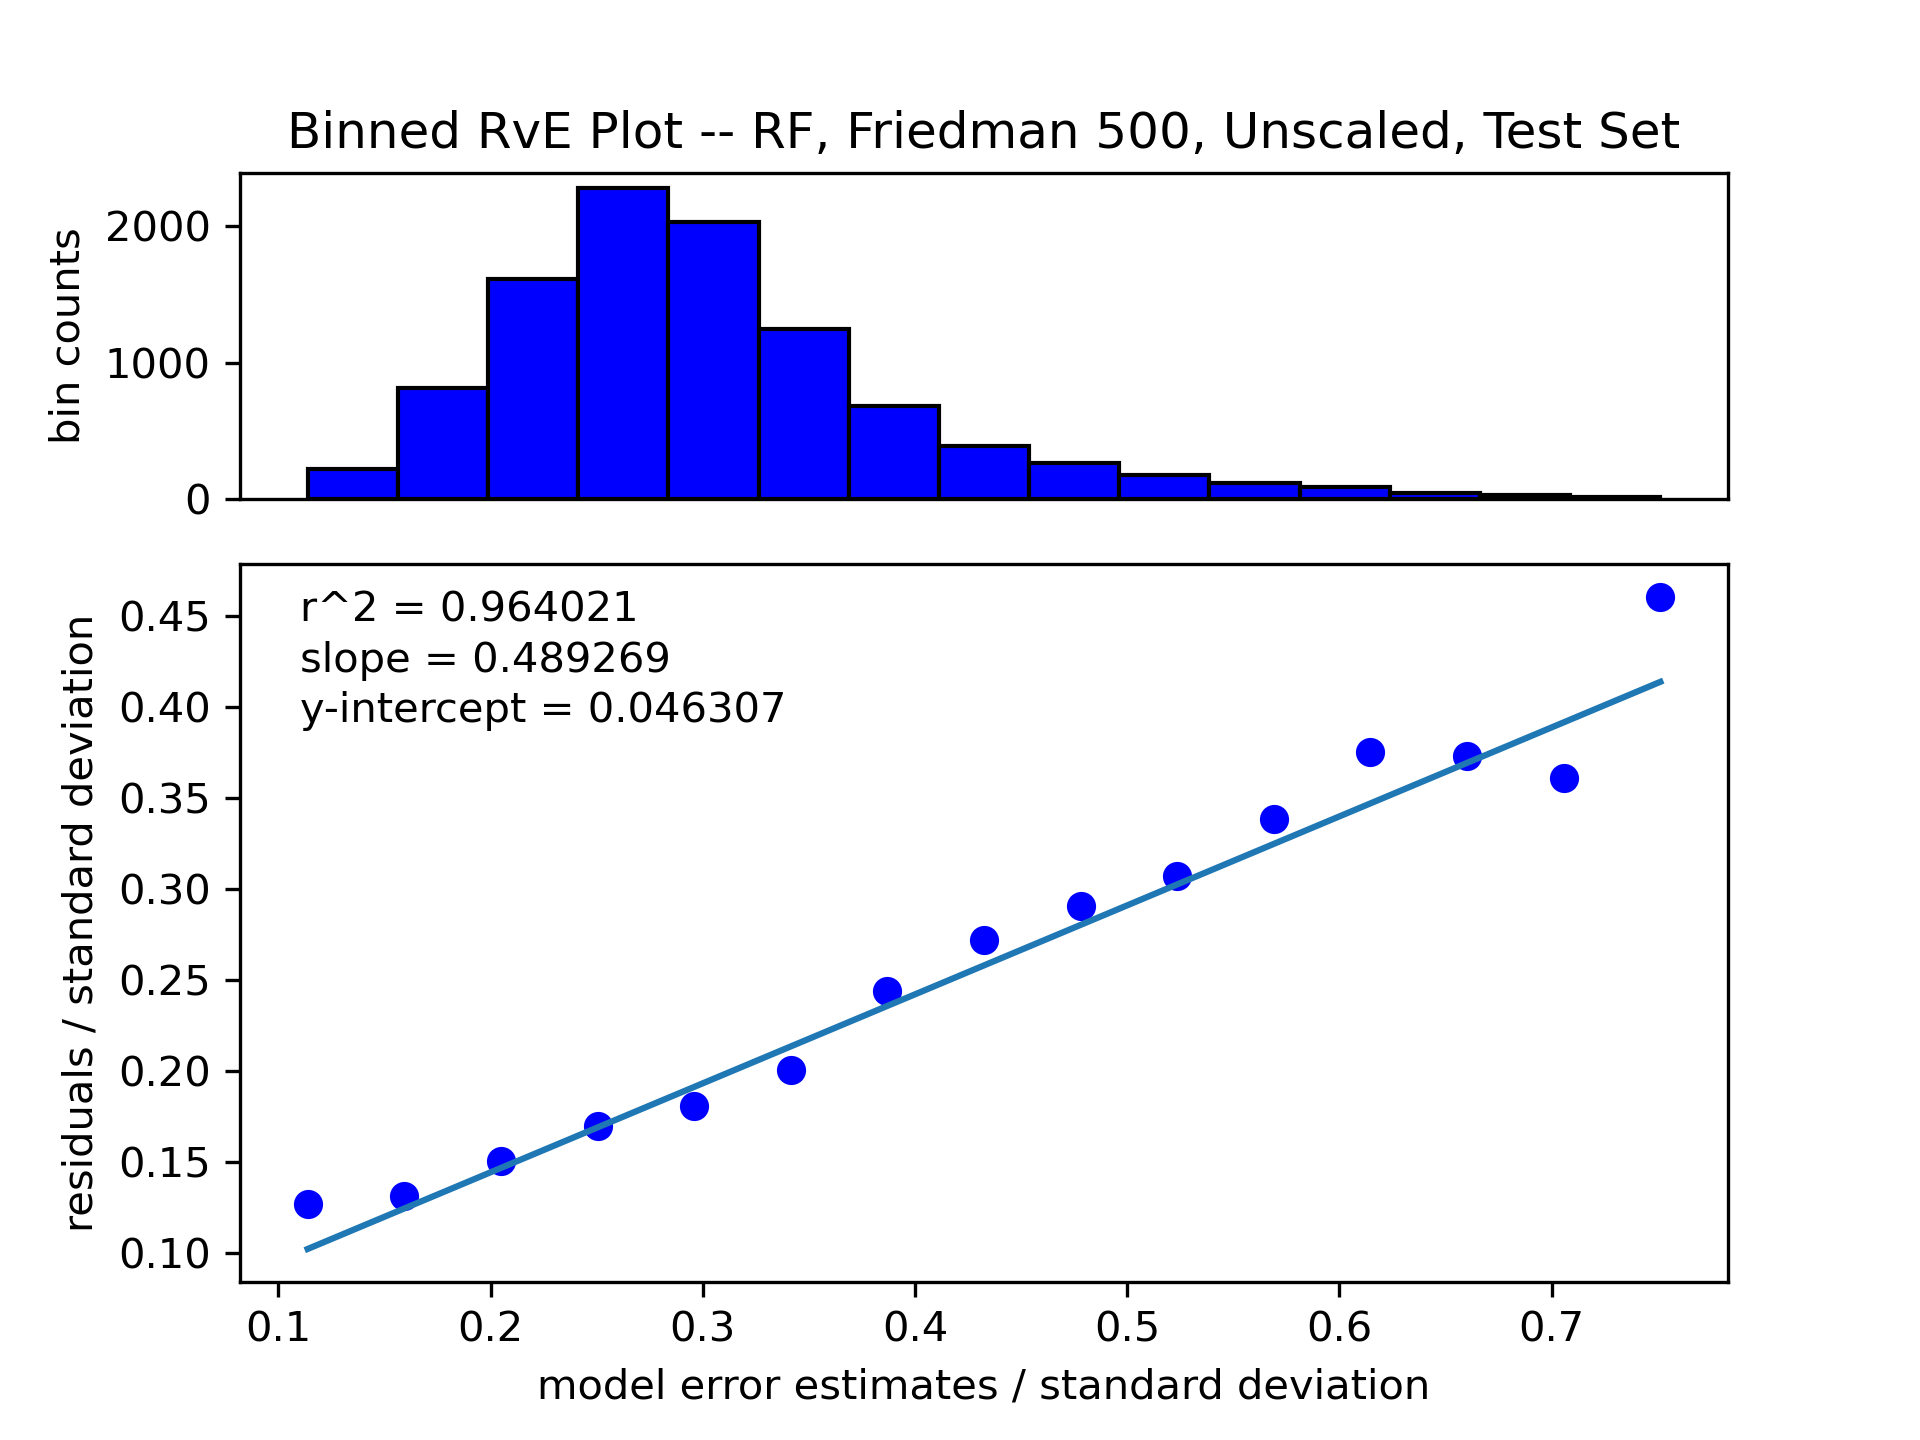 Binned RvE Plot -- RF, Friedman 500, Unscaled, Test Set
bin counts
2000
1000
0
r^2 = 0.964021
slope = 0.489269
y-intercept = 0.046307
residuals / standard deviation
0.45
0.40
0.35
0.30
0.25
0.20
0.15
0.10
0.1 0.2 0.3 0.4 0.5 0.6 0.7
model error estimates / standard deviation